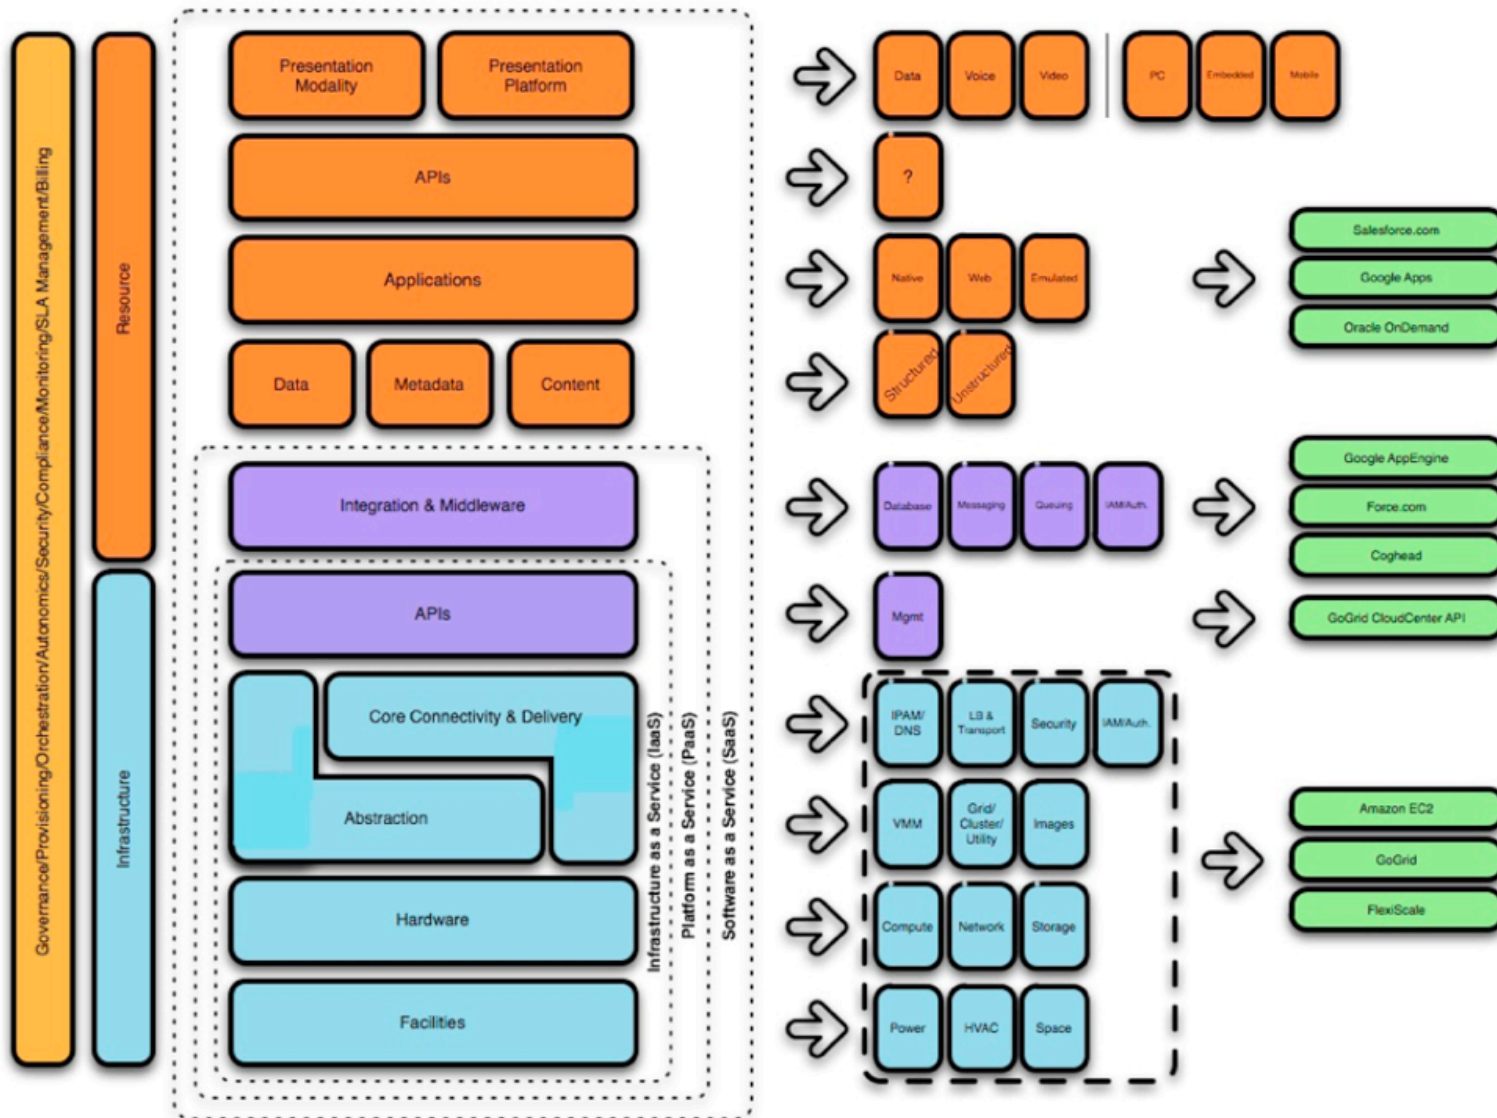 Governance/Provisioning/Orchestration/Autonomics/Security/Compliance/Monitoring/SLA Management/Billing
Resource
Infrastructure
Presentation
Modality
Presentation
Platform
APIs
Applications
Data
Metadata
Content
Integration & Middleware
APIs
Core Connectivity & Delivery
Abstraction
Hardware
Facilities
Infrastructure as a Service (IaaS)
Platform as a Service (PaaS)
Software as a Service (SaaS)
Data
Voice
Video
PC
Embedded
Mobile
?
Native
Web
Emulated
Structured
Unstructured
Database
Messaging
Queuing
IAM/Auth.
Mgmt
IPAM/
DNS
LB &
Transport
Security
IAM/Auth.
VMM
Grid/
Cluster/
Utility
Images
Compute
Network
Storage
Power
HVAC
Space
Salesforce.com
Google Apps
Oracle OnDemand
Google AppEngine
Force.com
Coghead
GoGrid CloudCenter API
Amazon EC2
GoGrid
FlexiScale